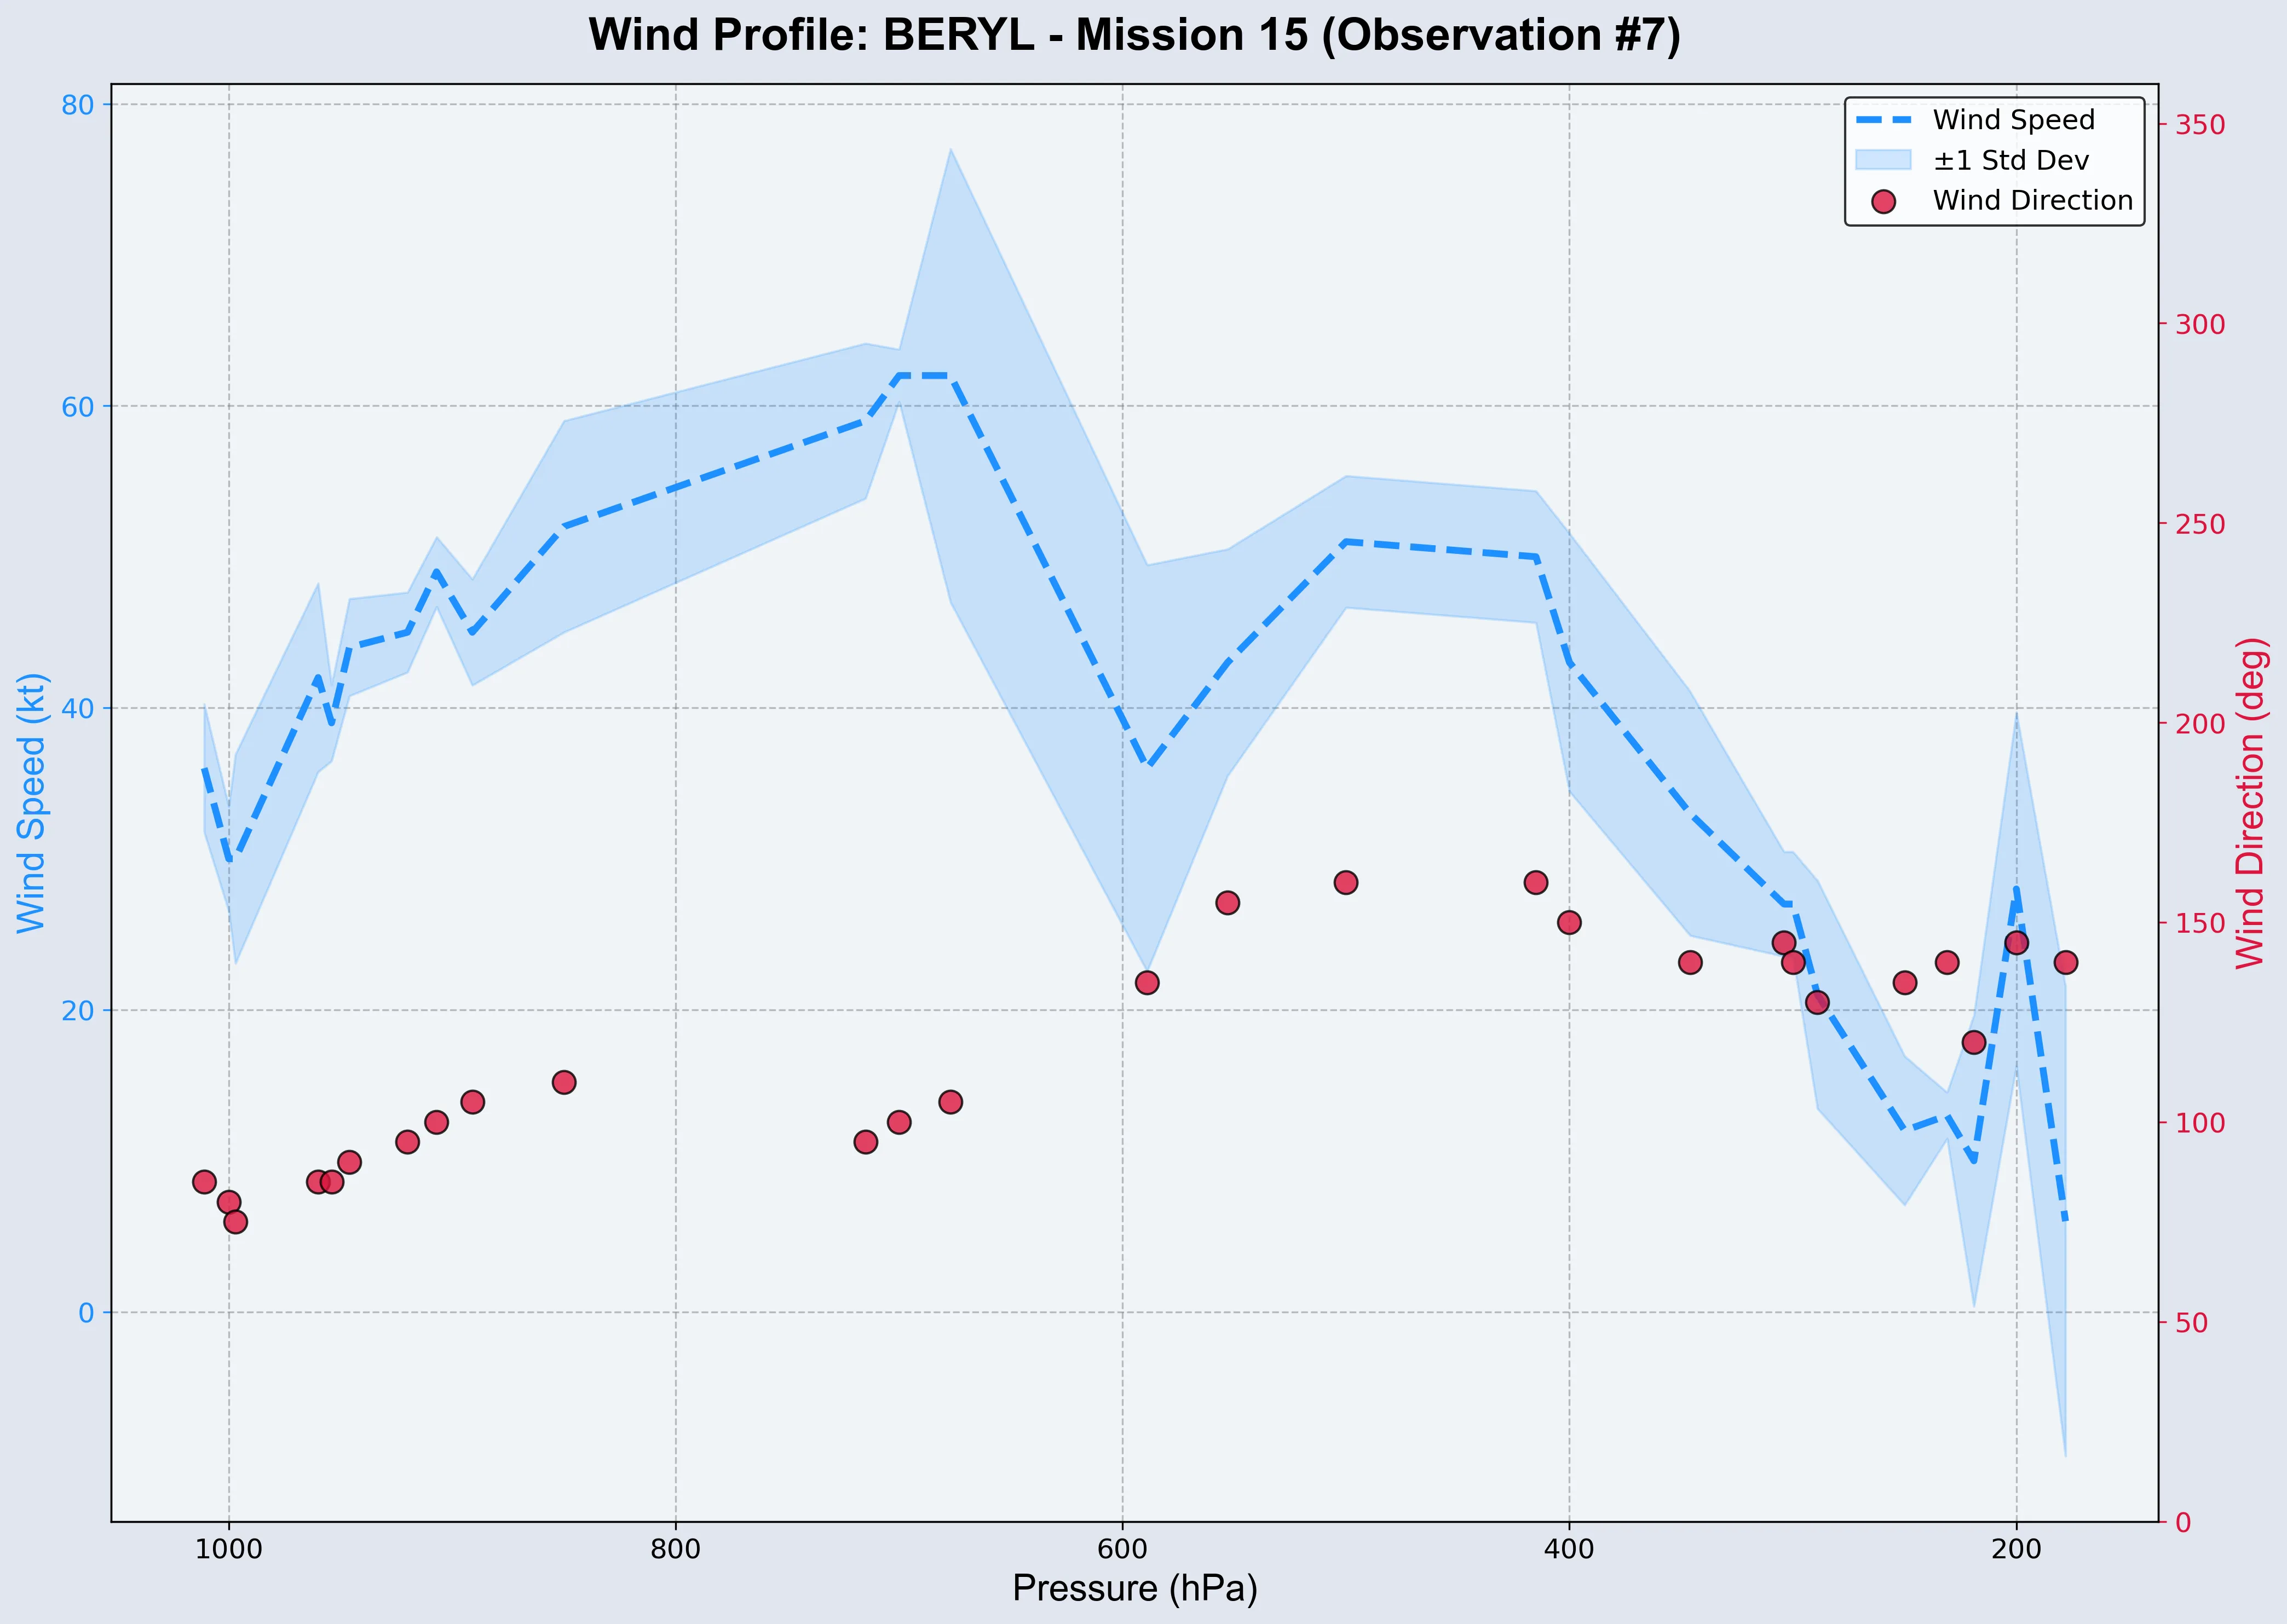 Wind Profile: BERYL - Mission 15 (Observation #7)
Wind Speed
±1 Std Dev
Wind Direction
80
60
40
20
0
Wind Speed (kt)
350
300
250
200
150
100
50
0
Wind Direction (deg)
1000
800
600
400
200
Pressure (hPa)